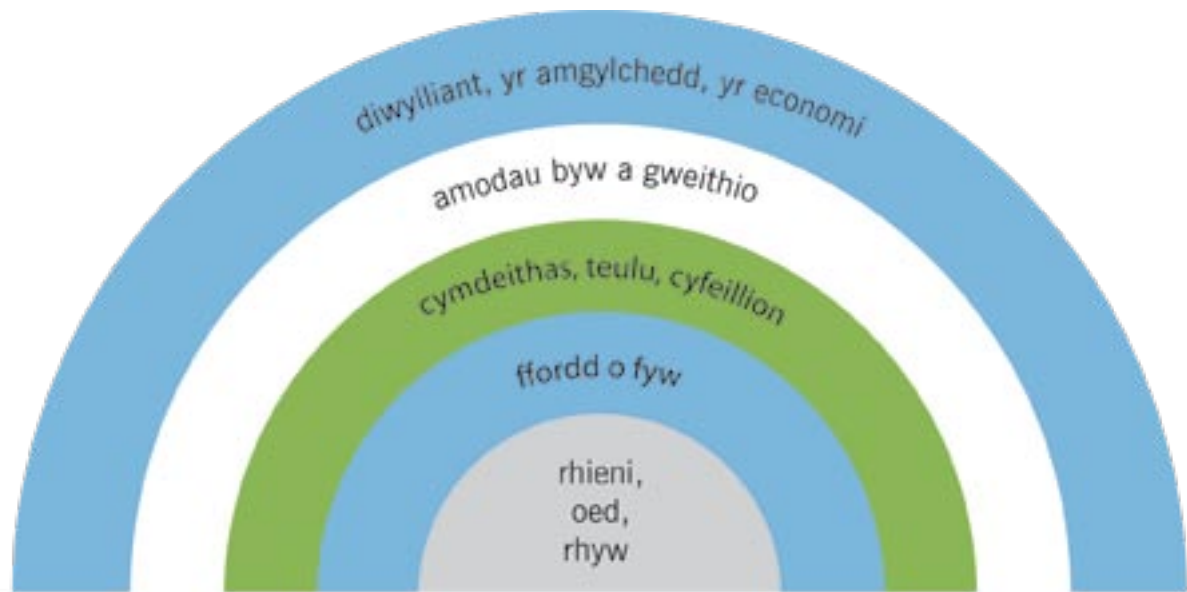 diwylliant, yr amgylchedd, yr economi
amodau byw a gweithio
cymdeithas, teulu, cyfeillion
ffordd o fyw
rhieni,
oed,
rhyw